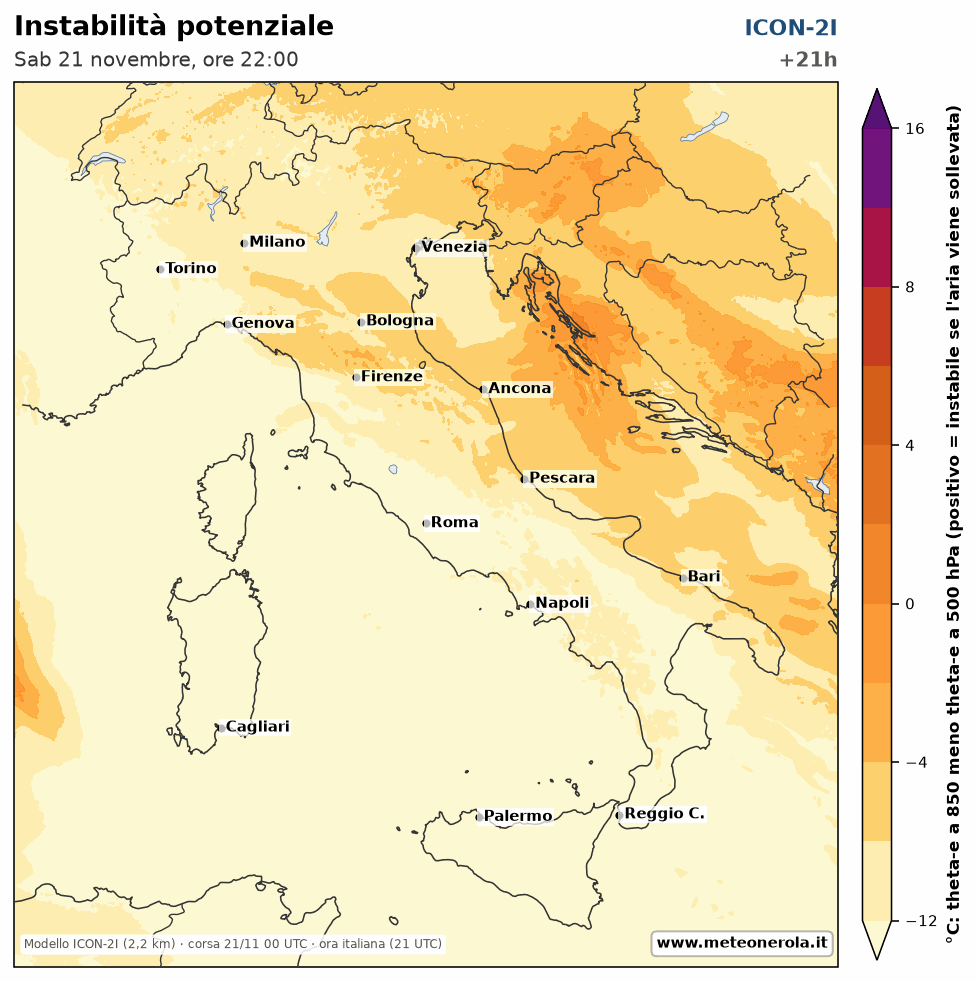 Instabilità potenziale
ICON-2I
Sab 21 novembre, ore 22:00
+21h
Milano
Venezia
Torino
Genova
Bologna
Firenze
Ancona
Pescara
Roma
Bari
Napoli
Cagliari
Palermo
Reggio C.
16
8
4
0
−4
−12
°C: theta-e a 850 meno theta-e a 500 hPa (positivo = instabile se l'aria viene sollevata)
Modello ICON-2I (2,2 km) · corsa 21/11 00 UTC · ora italiana (21 UTC)
www.meteonerola.it